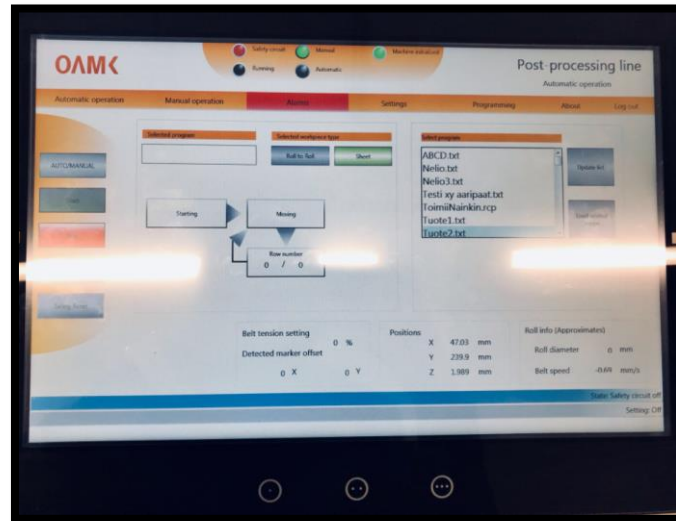 OAMK
Safety circuit
Manual
Machine initialized
Running
Automatic
Post-processing line
Automatic operation
Automatic operation
Manual operation
Alarms
Settings
Programming
About
Log out
Selected program
Selected workpiece type
Select program
AUTO/MANUAL
Roll to Roll
Sheet
ABCD.txt
Nelio.txt
Nelio3.txt
Testi xy aaripaat.txt
ToimiiNainkin.rcp
Tuote1.txt
Tuote2.txt
Update list
Starting
Moving
Row number
0 / 0
Belt tension setting
0 %
Detected marker offset
0 X
0 Y
Positions
X 47.03 mm
Y 239.9 mm
Z 1.989 mm
Roll info (Approximates)
Roll diameter 0 mm
Belt speed -0.69 mm/s
State: Safety circuit off
Setting: Off